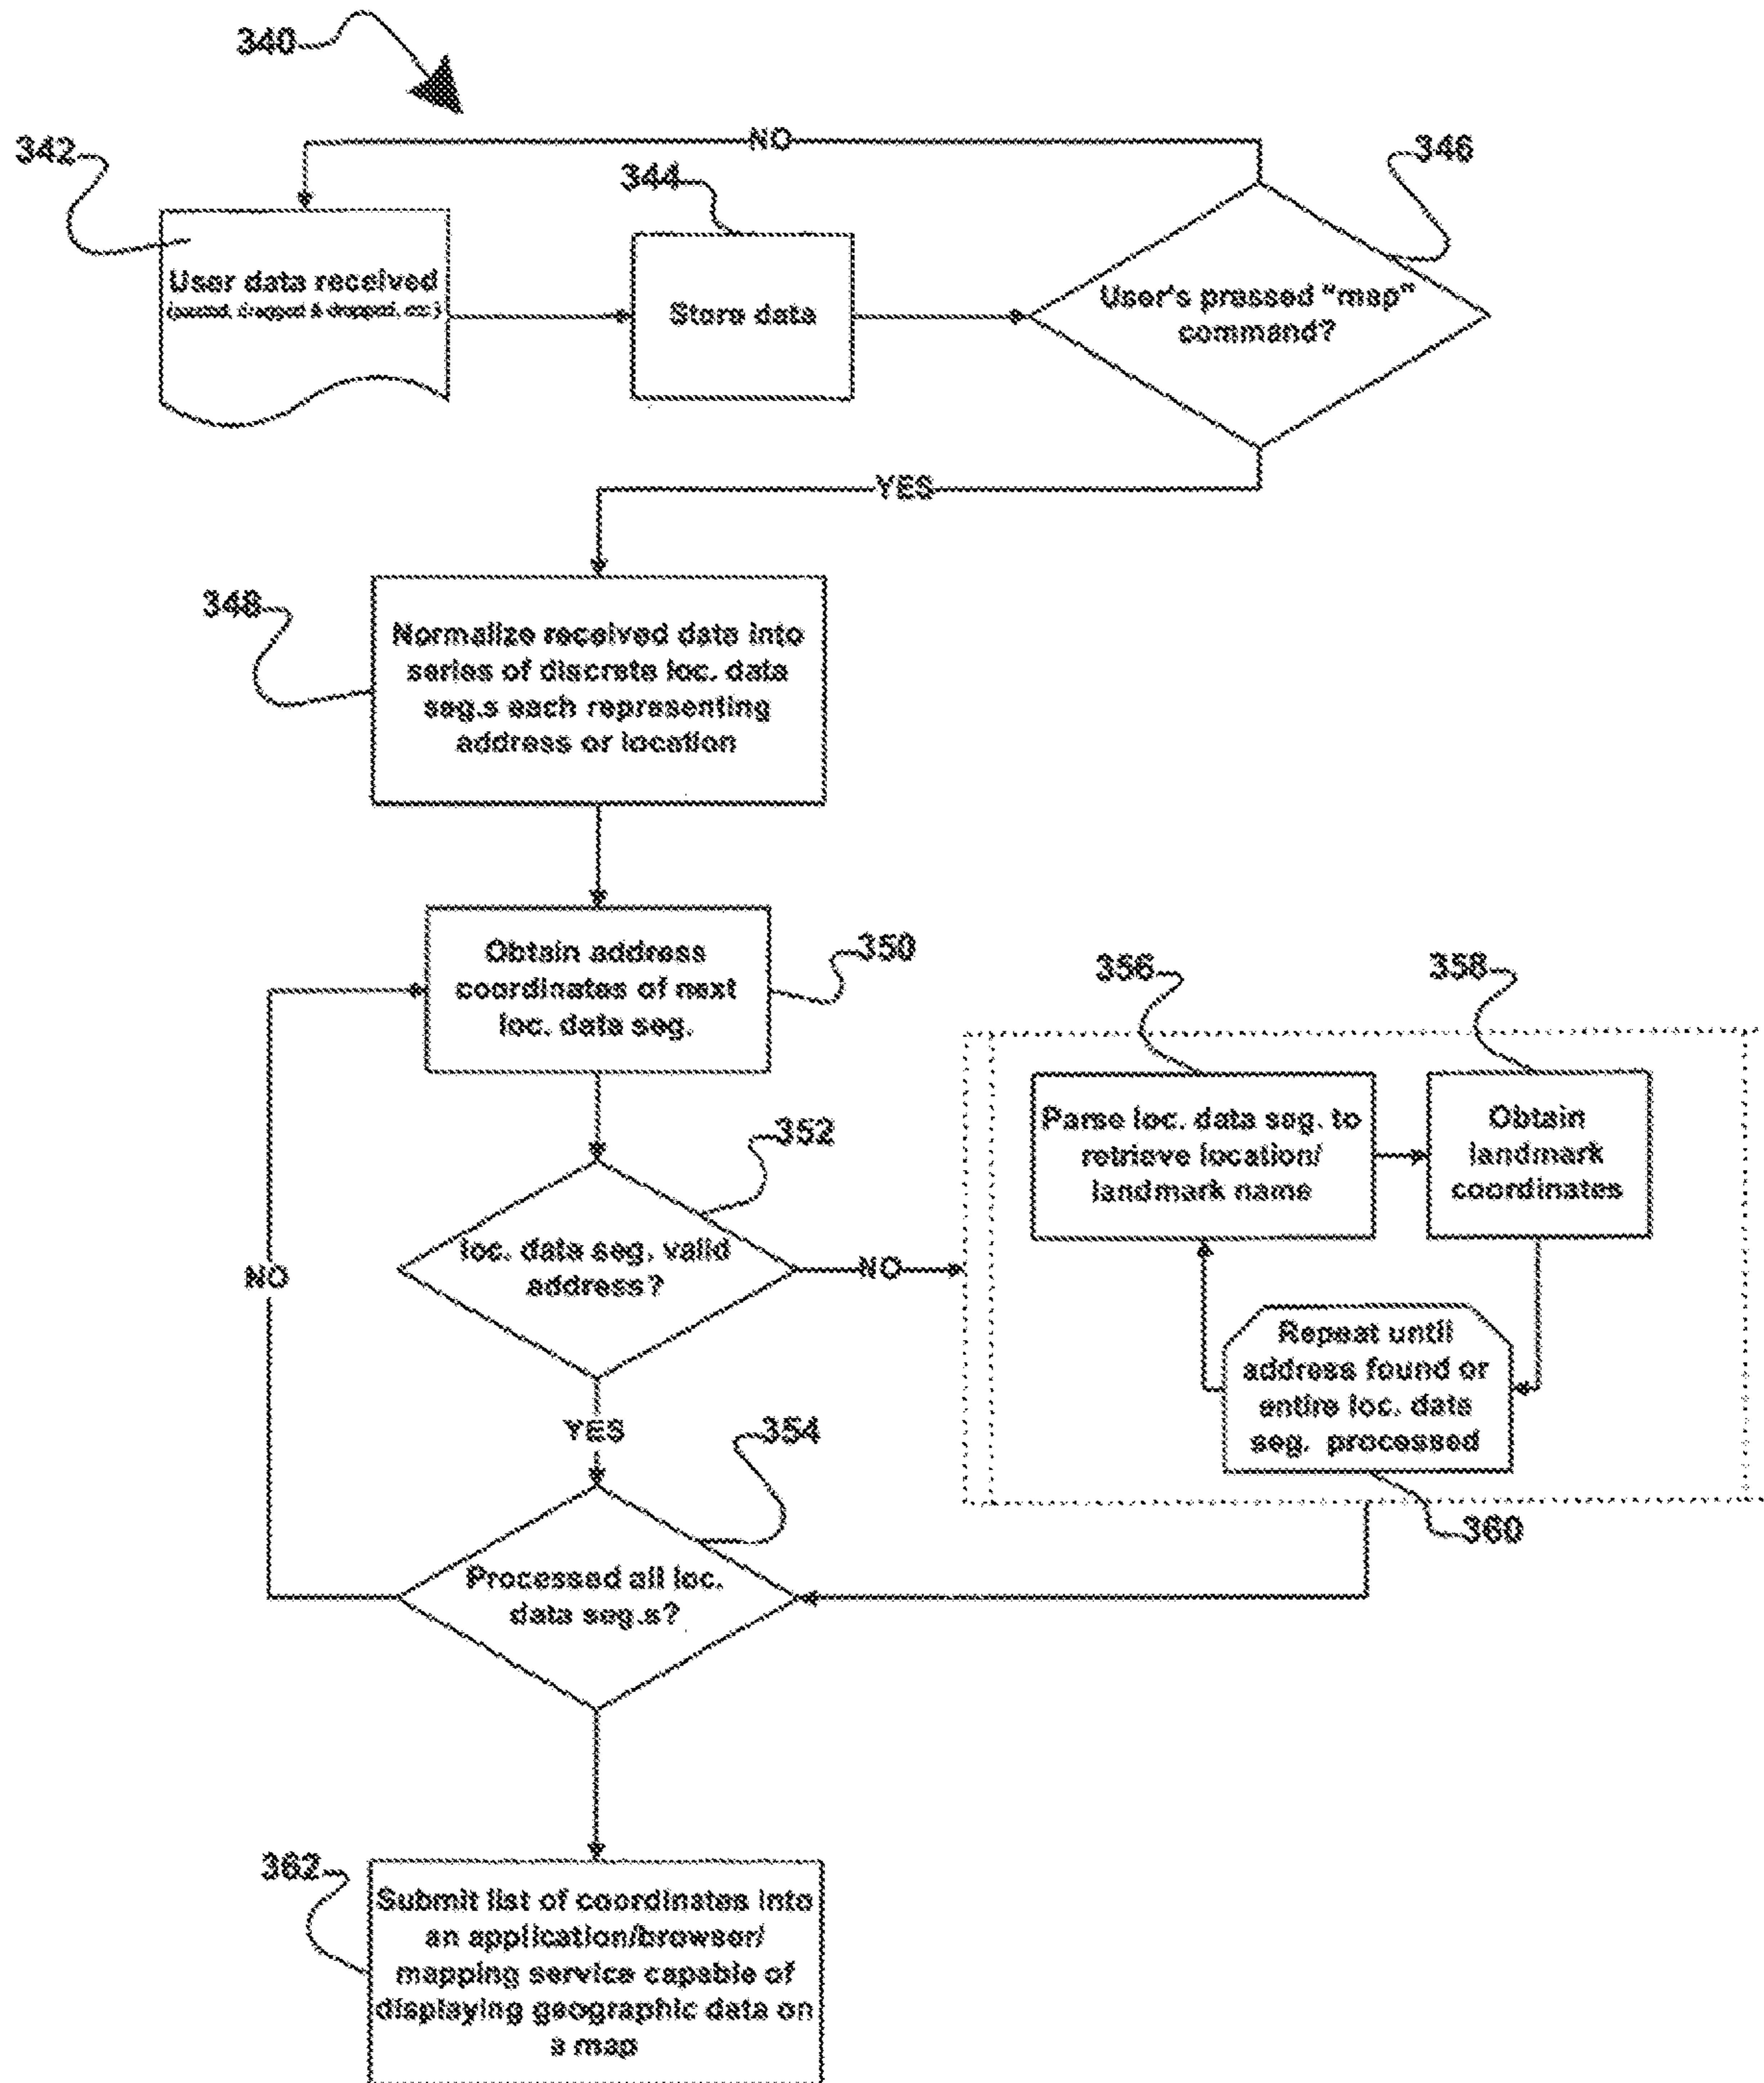 340
NO
342
344
346
User data received
(pasted, dragged & dropped, etc.)
Store data
User's pressed "map"
command?
YES
348
Normalize received data into
series of discrete loc. data
seg.s each representing
address or location
Obtain address
coordinates of next
loc. data seg.
350
356
358
Parse loc. data seg. to
retrieve location/
landmark name
Obtain
landmark
coordinates
352
loc. data seg. valid
address?
NO
NO
Repeat until
address found or
entire loc. data
seg. processed
YES
354
360
Processed all loc.
data seg.s?
362
Submit list of coordinates into
an application/browser/
mapping service capable of
displaying geographic data on
a map